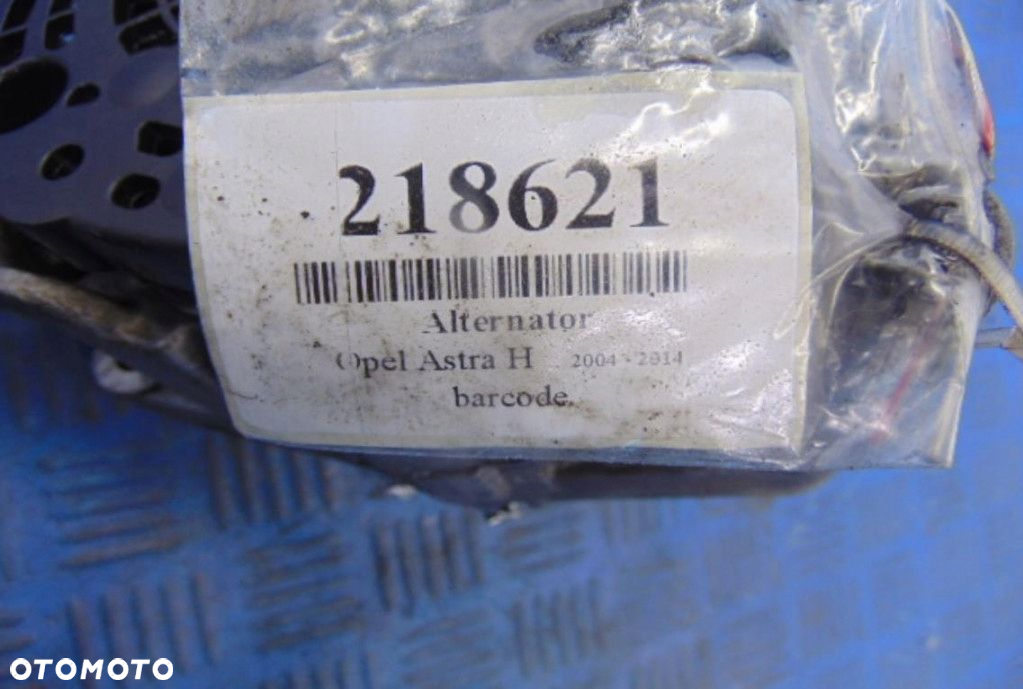 218621
Alternator
Opel Astra H 2004 - 2014
barcode.
OTOMOTO